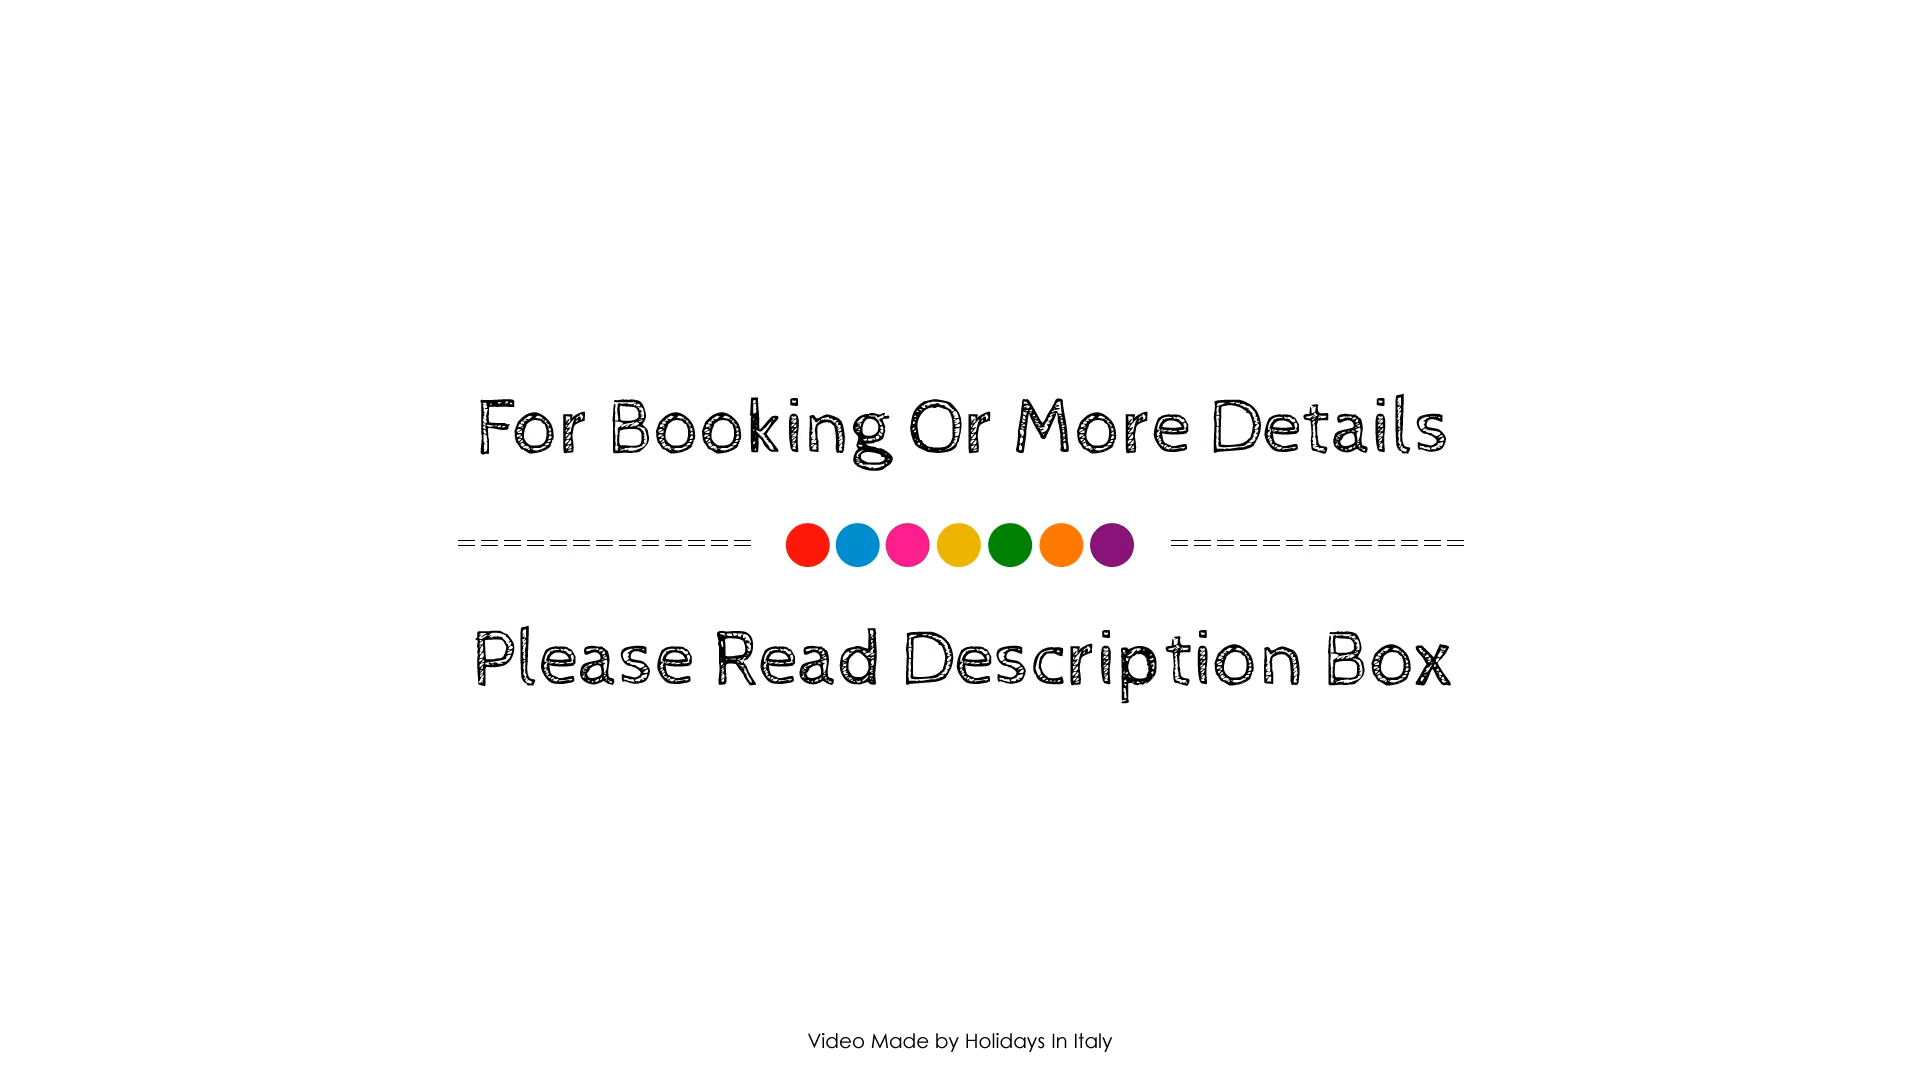 For Booking Or More Details
============= =============
Please Read Description Box
Video Made by Holidays In Italy